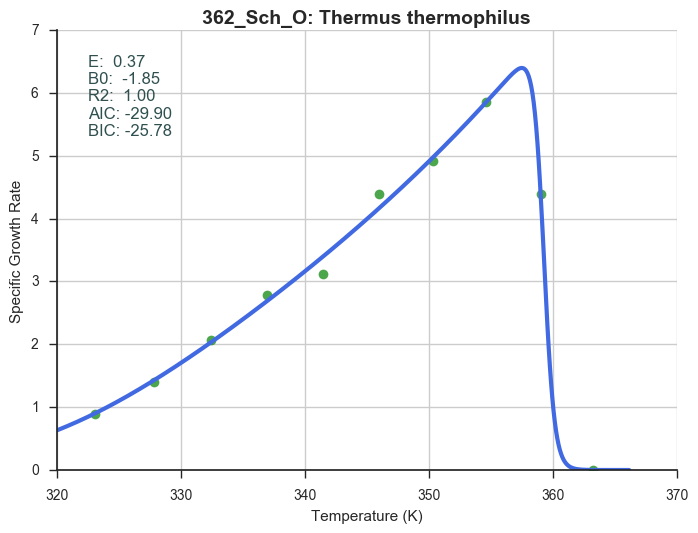 362_Sch_O: Thermus thermophilus
7
E:  0.37
B0:  -1.85
R2:  1.00
AIC: -29.90
BIC: -25.78
6
5
4
3
2
1
0
Specific Growth Rate
320 330 340 350 360 370
Temperature (K)